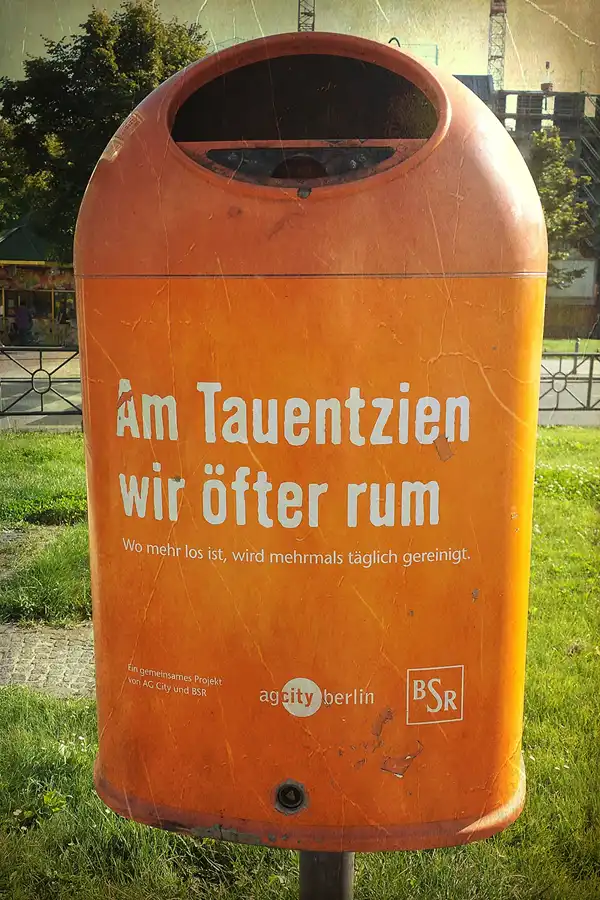 Am Tauentzien
wir öfter rum
Wo mehr los ist, wird mehrmals täglich gereinigt.
Ein gemeinsames Projekt
von AG City und BSR
agcity berlin
BSR